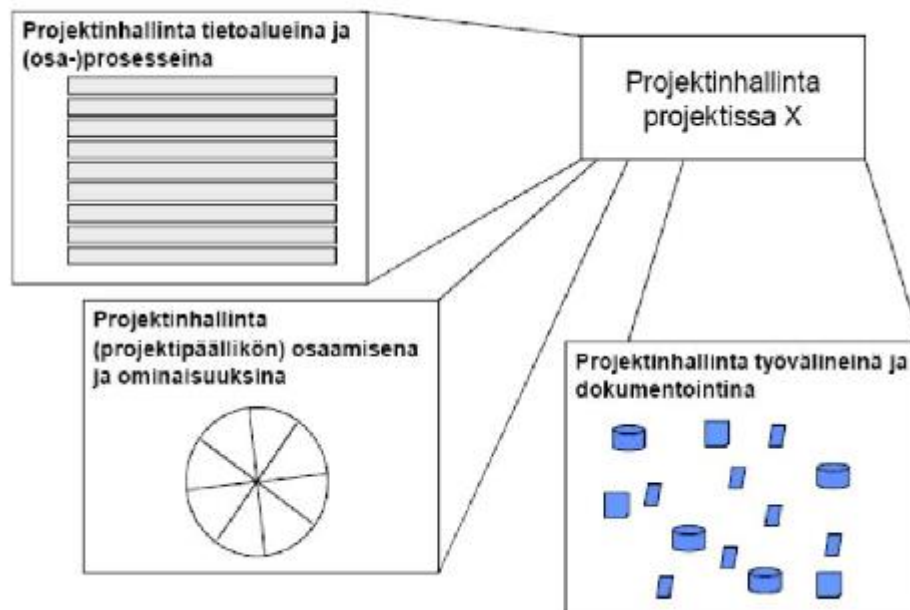 Projektinhallinta tietoalueina ja
(osa-)prosesseina
Projektinhallinta
projektissa X
Projektinhallinta
(projektipäällikön) osaamisena
ja ominaisuuksina
Projektinhallinta työvälineinä ja
dokumentointina